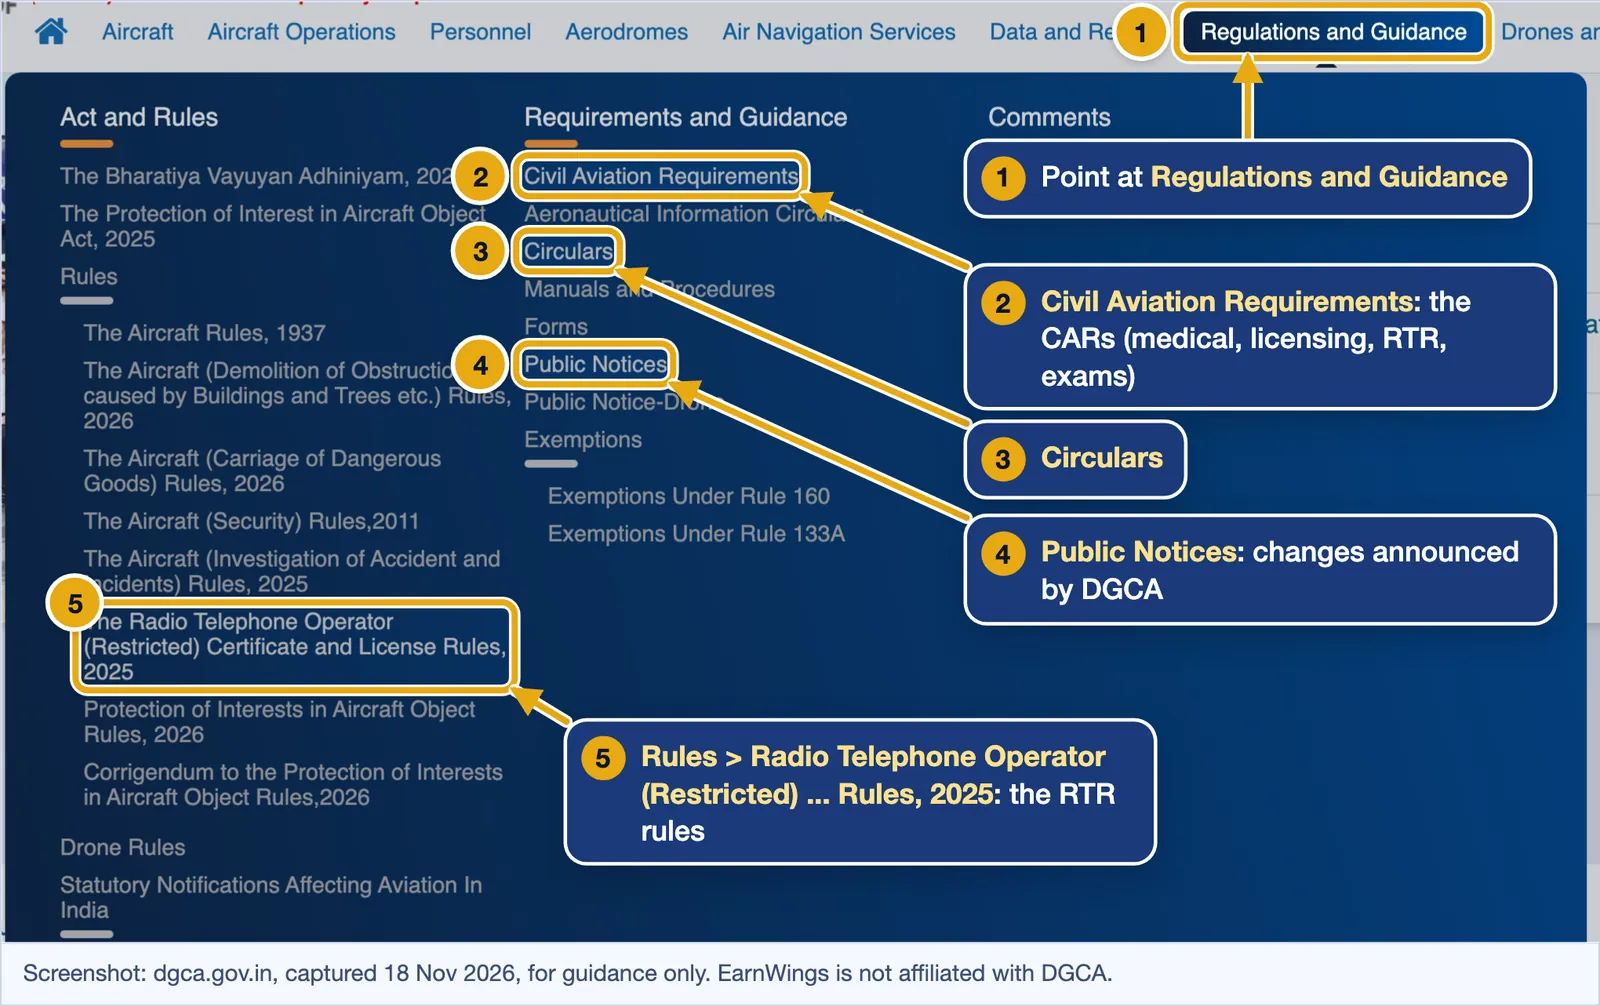 Aircraft
Aircraft Operations
Personnel
Aerodromes
Air Navigation Services
Data and Re
1
Regulations and Guidance
Drones ar
Act and Rules
The Bharatiya Vayuyan Adhiniyam, 202
The Protection of Interest in Aircraft Object
Act, 2025
Rules
The Aircraft Rules, 1937
The Aircraft (Demolition of Obstructio
caused by Buildings and Trees etc.) Rules,
2026
The Aircraft (Carriage of Dangerous
Goods) Rules, 2026
The Aircraft (Security) Rules,2011
The Aircraft (Investigation of Accident and
ncidents) Rules, 2025
5
The Radio Telephone Operator
(Restricted) Certificate and License Rules,
2025
Protection of Interests in Aircraft Object
Rules, 2026
Corrigendum to the Protection of Interests
in Aircraft Object Rules,2026
Drone Rules
Statutory Notifications Affecting Aviation In
India
Requirements and Guidance
2
Civil Aviation Requirements
Aeronautical Information Circulars
3
Circulars
Manuals and Procedures
Forms
4
Public Notices
Public Notice-Drone
Exemptions
Exemptions Under Rule 160
Exemptions Under Rule 133A
Comments
1 Point at Regulations and Guidance
2 Civil Aviation Requirements: the
CARs (medical, licensing, RTR,
exams)
3 Circulars
4 Public Notices: changes announced
by DGCA
5 Rules > Radio Telephone Operator
(Restricted) ... Rules, 2025: the RTR
rules
Screenshot: dgca.gov.in, captured 18 Nov 2026, for guidance only. EarnWings is not affiliated with DGCA.